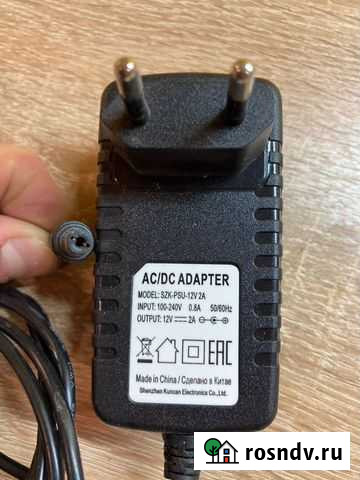 AC/DC ADAPTER
MODEL: SZK-PSU-12V 2A
INPUT: 100-240V 0.8A 50/60Hz
OUTPUT: 12V 2A
EAC
Made in China / Сделано в Китае
Shenzhen Kuncan Electronics Co.,Ltd.
rosndv.ru